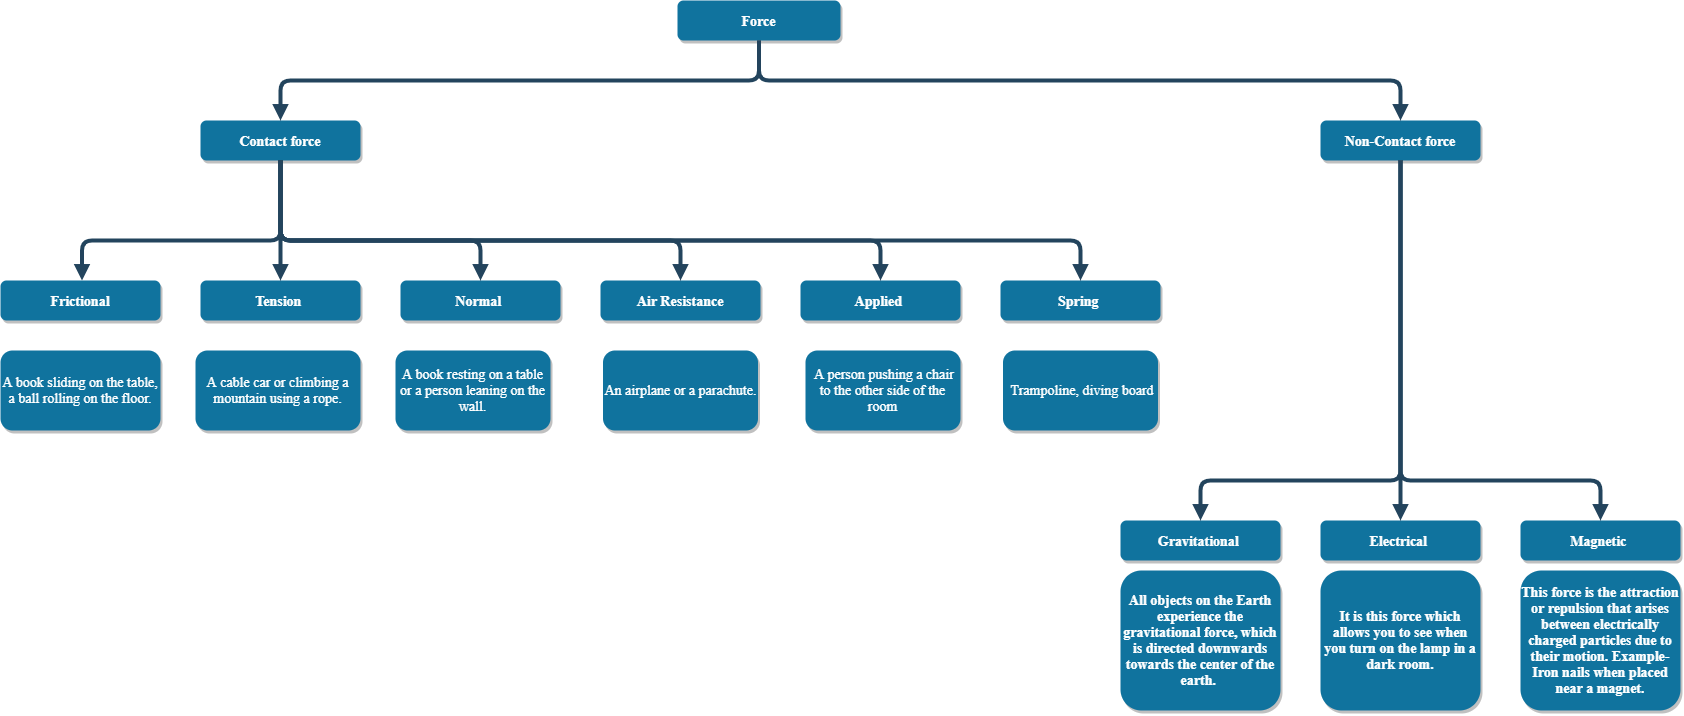 Force
Contact force
Non-Contact force
Frictional
Tension
Normal
Air Resistance
Applied
Spring
A book sliding on the table,
a ball rolling on the floor.
A cable car or climbing a
mountain using a rope.
A book resting on a table
or a person leaning on the
wall.
An airplane or a parachute.
A person pushing a chair
to the other side of the
room
Trampoline, diving board
Gravitational
Electrical
Magnetic
All objects on the Earth
experience the
gravitational force, which
is directed downwards
towards the center of the
earth.
It is this force which
allows you to see when
you turn on the lamp in a
dark room.
This force is the attraction
or repulsion that arises
between electrically
charged particles due to
their motion. Example-
Iron nails when placed
near a magnet.